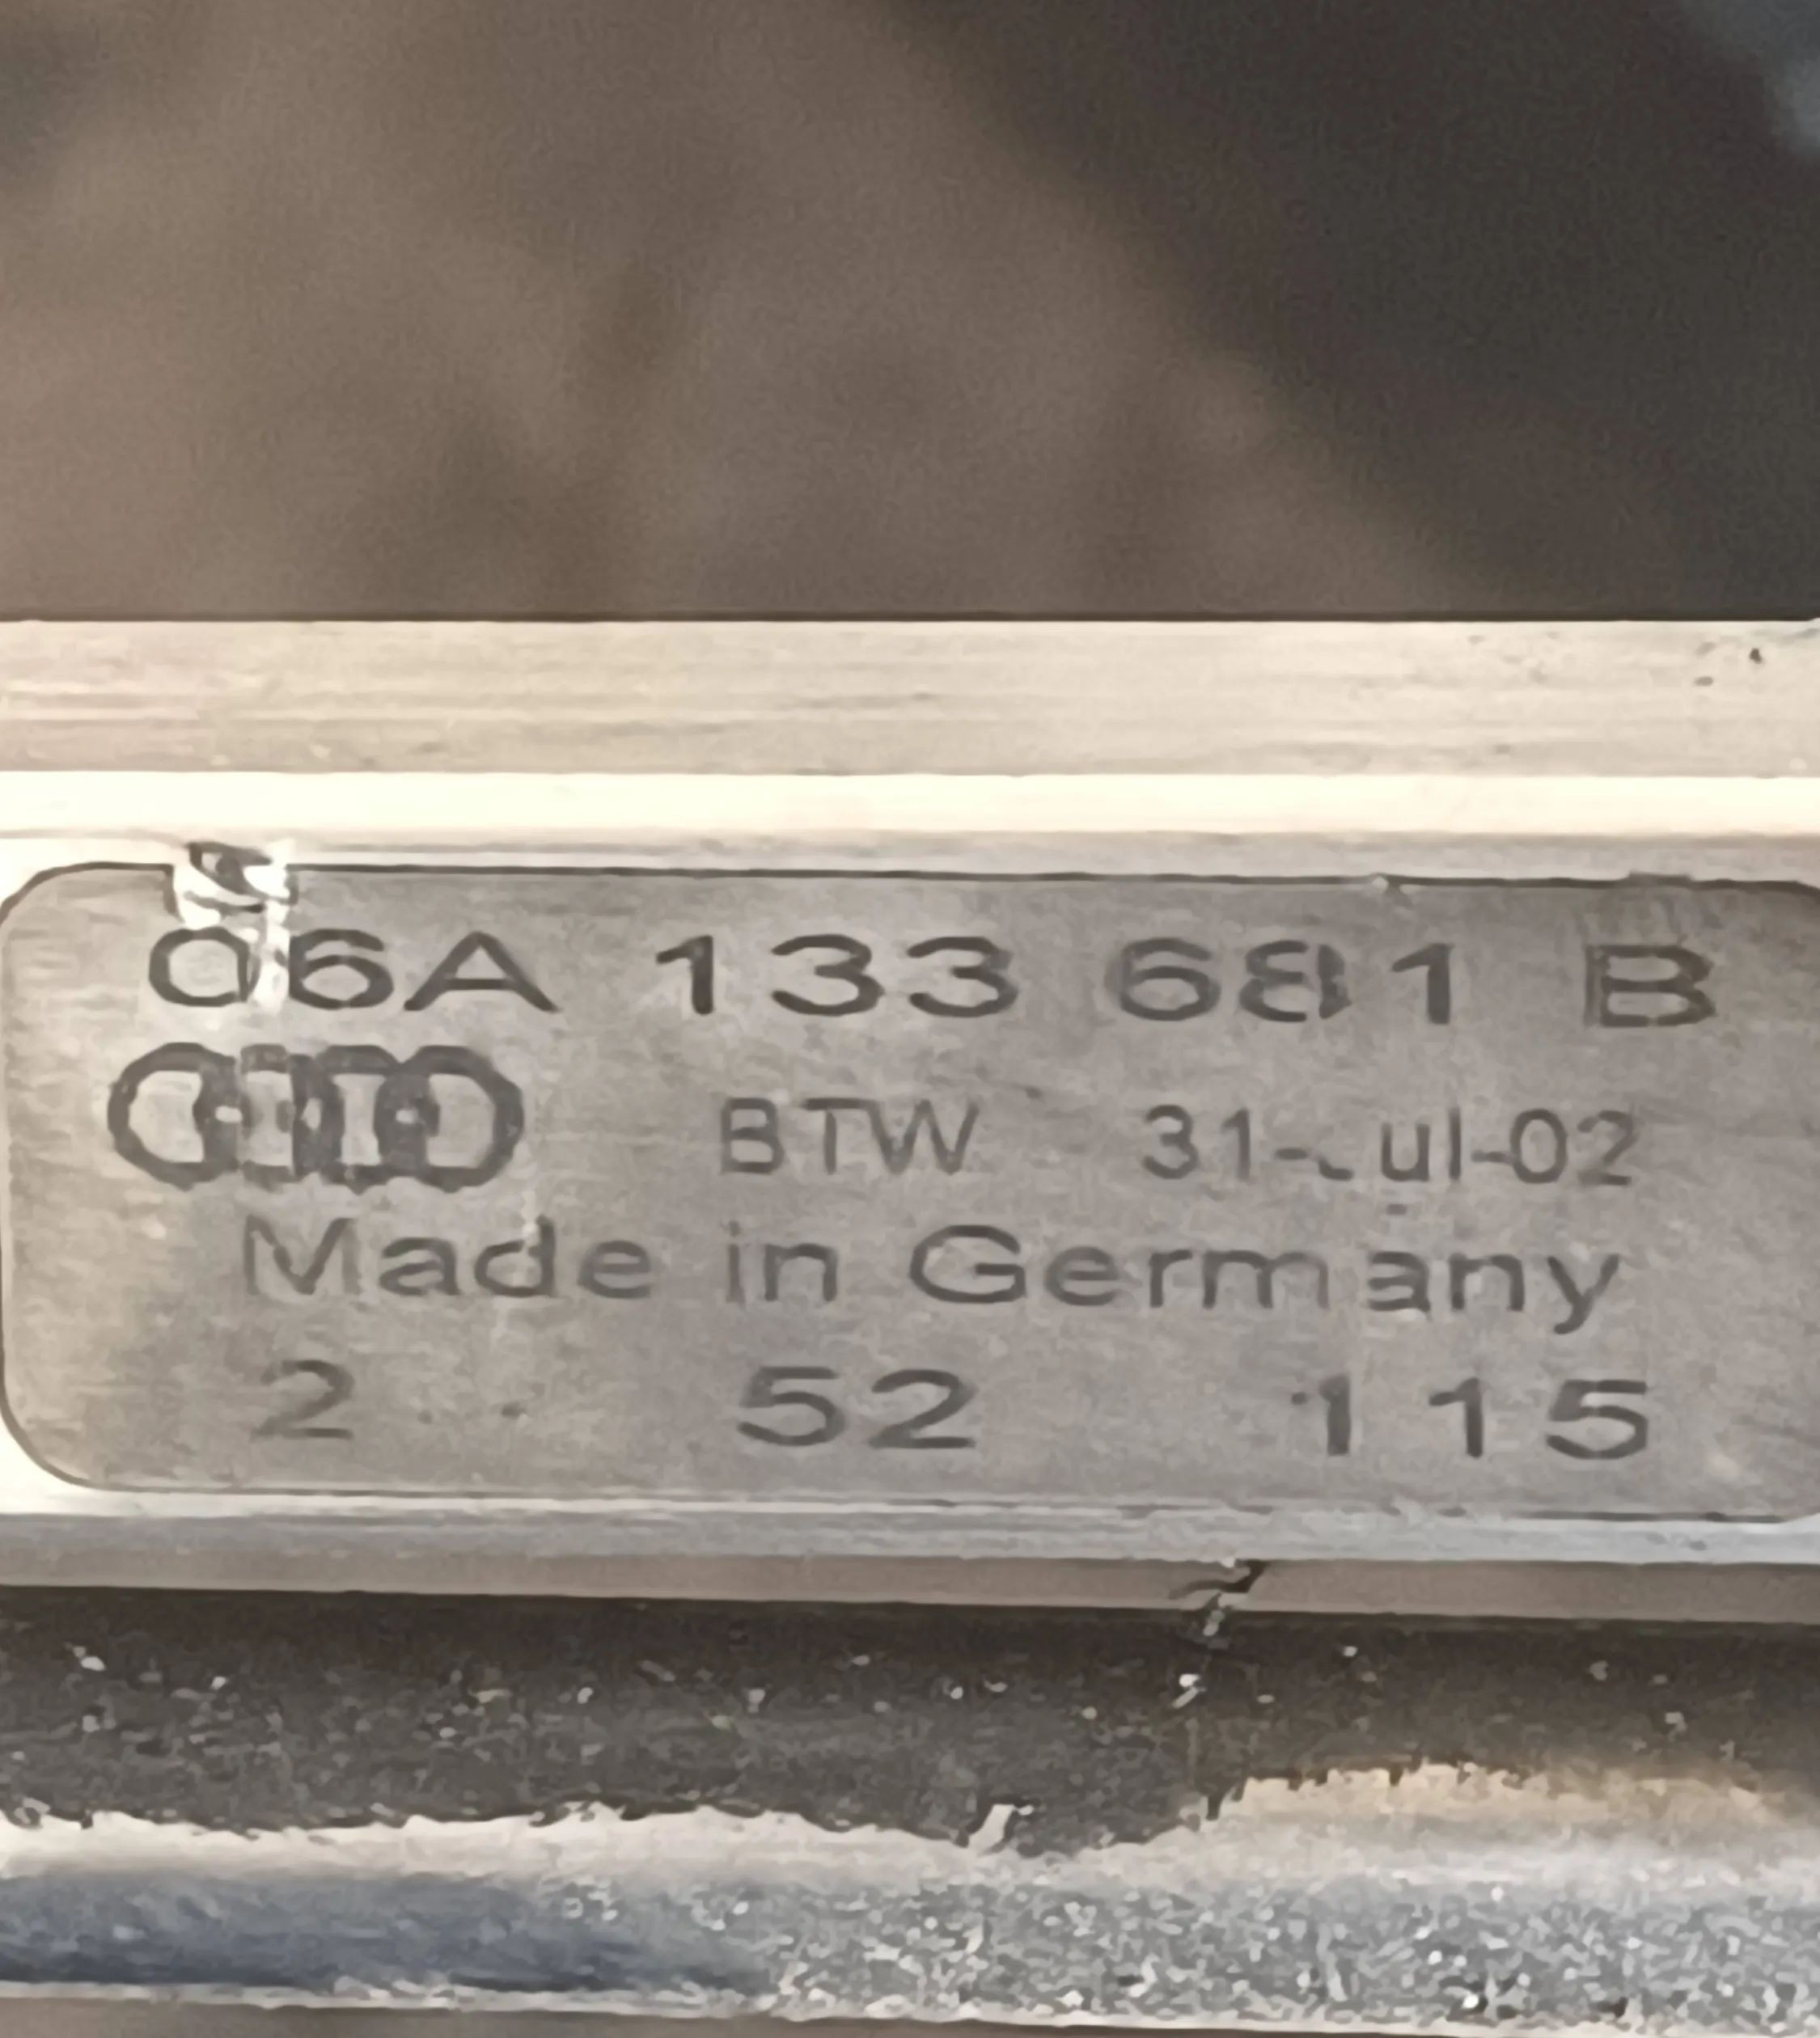 06A 133 681 B
BTW 31-Jul-02
Made in Germany
2 52 115